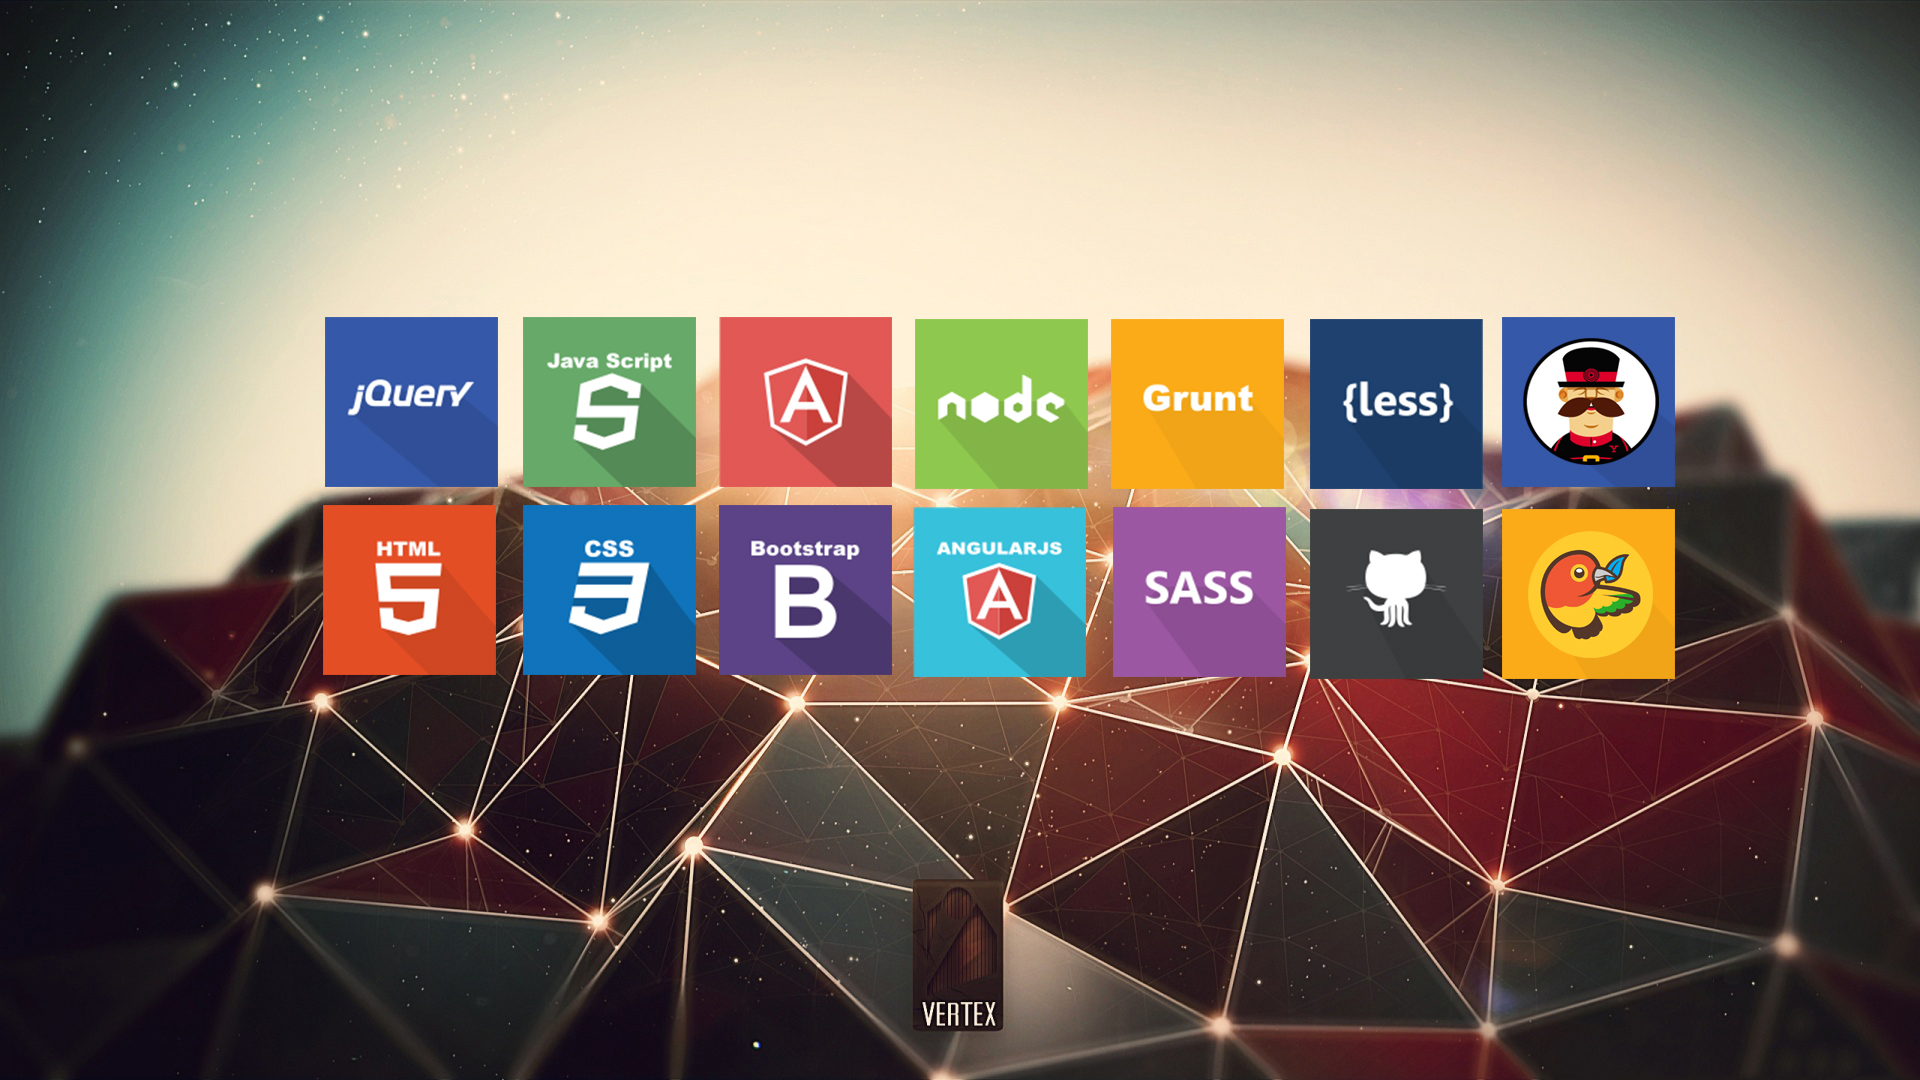 jQuery
Java Script
A
node
Grunt
{less}
HTML
5
CSS
3
Bootstrap
B
ANGULARJS
A
SASS
VERTEX